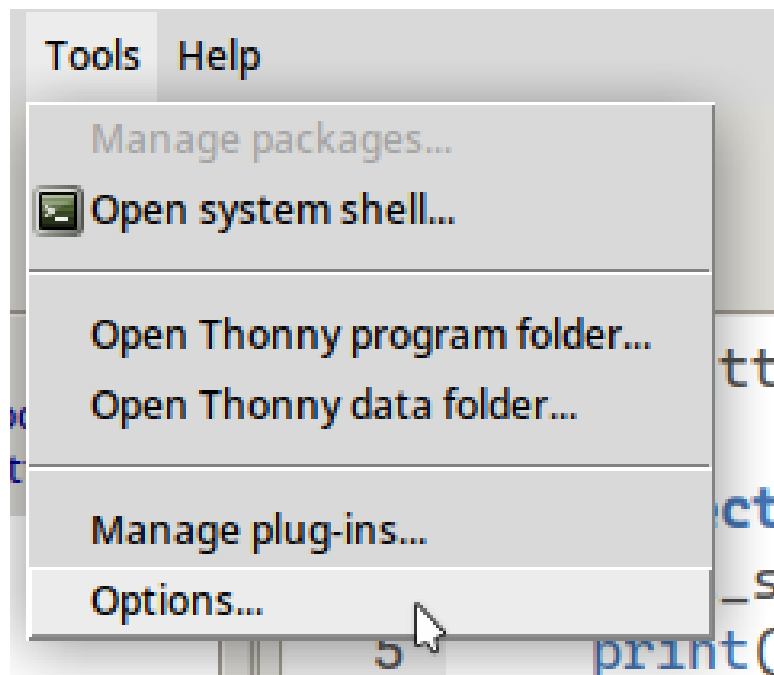 Tools Help
Manage packages...
Open system shell...
Open Thonny program folder...
Open Thonny data folder...
Manage plug-ins...
Options...
5 print(